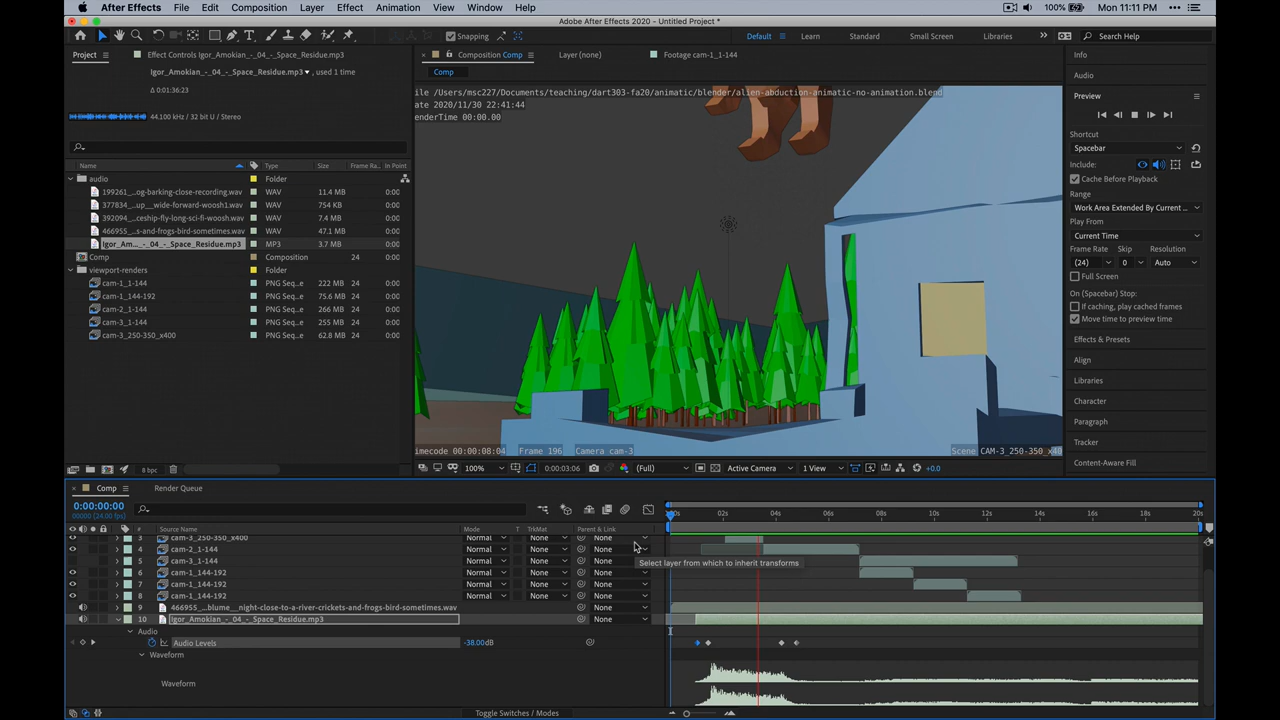 After Effects File Edit Composition Layer Effect Animation View Window Help 100% Mon 11:11 PM
Adobe After Effects 2020 - Untitled Project *
Snapping Default Learn Standard Small Screen Libraries Search Help
Project Effect Controls Igor_Amokian_-_04_-_Space_Residue.mp3 Composition Comp Layer (none) Footage cam-1_1-144 Info
Igor_Amokian_-_04_-_Space_Residue.mp3 , used 1 time Comp
Audio
Δ 0:01:36:23
ile /Users/msc227/Documents/teaching/dart303-fa20/animatic/blender/alien-abduction-animatic-no-animation.blend
Preview
ate 2020/11/30 22:41:44
44.100 kHz / 32 bit U / Stereo
enderTime 00:00.00
Shortcut
Spacebar
Include:
Name Type Size Frame Ra... In Point
audio Folder
Cache Before Playback
199261_...og-barking-close-recording.wav WAV 11.4 MB 0:00
Range
377834_...up__wide-forward-woosh1.wav WAV 754 KB 0:00
Work Area Extended By Current ...
392094_...ceship-fly-long-sci-fi-woosh.wav WAV 7.4 MB 0:00
Play From
466955_...s-and-frogs-bird-sometimes.wav WAV 47.1 MB 0:00
Current Time
Igor_Am..._-_04_-_Space_Residue.mp3 MP3 3.7 MB 0:00
Frame Rate Skip Resolution
Comp Composition 24 0:00
(24) 0 Auto
viewport-renders Folder
Full Screen
cam-1_1-144 PNG Seq...e 222 MB 24 0:00
On (Spacebar) Stop:
cam-1_144-192 PNG Seq...e 75.6 MB 24 0:00
If caching, play cached frames
cam-2_1-144 PNG Seq...e 266 MB 24 0:00
Move time to preview time
cam-3_1-144 PNG Seq...e 255 MB 24 0:00
cam-3_250-350_x400 PNG Seq...e 62.8 MB 24 0:00
Effects & Presets
Align
Libraries
Character
Paragraph
Tracker
imecode 00:00:08:04 Frame 196 Camera cam-3 Scene CAM-3_250-350_x40
Content-Aware Fill
8 bpc 100% 0:00:03:06 (Full) Active Camera 1 View +0.0
Comp Render Queue
0:00:00:00
00000 (24.00 fps)
:00s 02s 04s 06s 08s 10s 12s 14s 16s 18s 20s
# Source Name Mode T TrkMat Parent & Link
3 cam-3_250-350_x400 Normal None None
4 cam-2_1-144 Normal None None
5 cam-3_1-144 Normal None None
Select layer from which to inherit transforms
6 cam-1_144-192 Normal None None
7 cam-1_144-192 Normal None None
8 cam-1_144-192 Normal None None
9 466955_...blume__night-close-to-a-river-crickets-and-frogs-bird-sometimes.wav None
10 Igor_Amokian_-_04_-_Space_Residue.mp3 None
Audio
Audio Levels -38.00dB
Waveform
Waveform
Toggle Switches / Modes